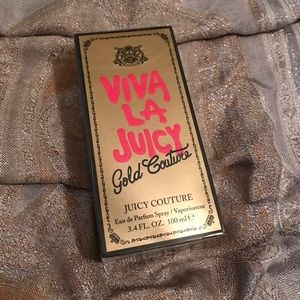 VIVA
LA
JUICY
Gold Couture
JUICY COUTURE
Eau de Parfum Spray / Vaporisateur
3.4 FL. OZ. 100 ml ℮